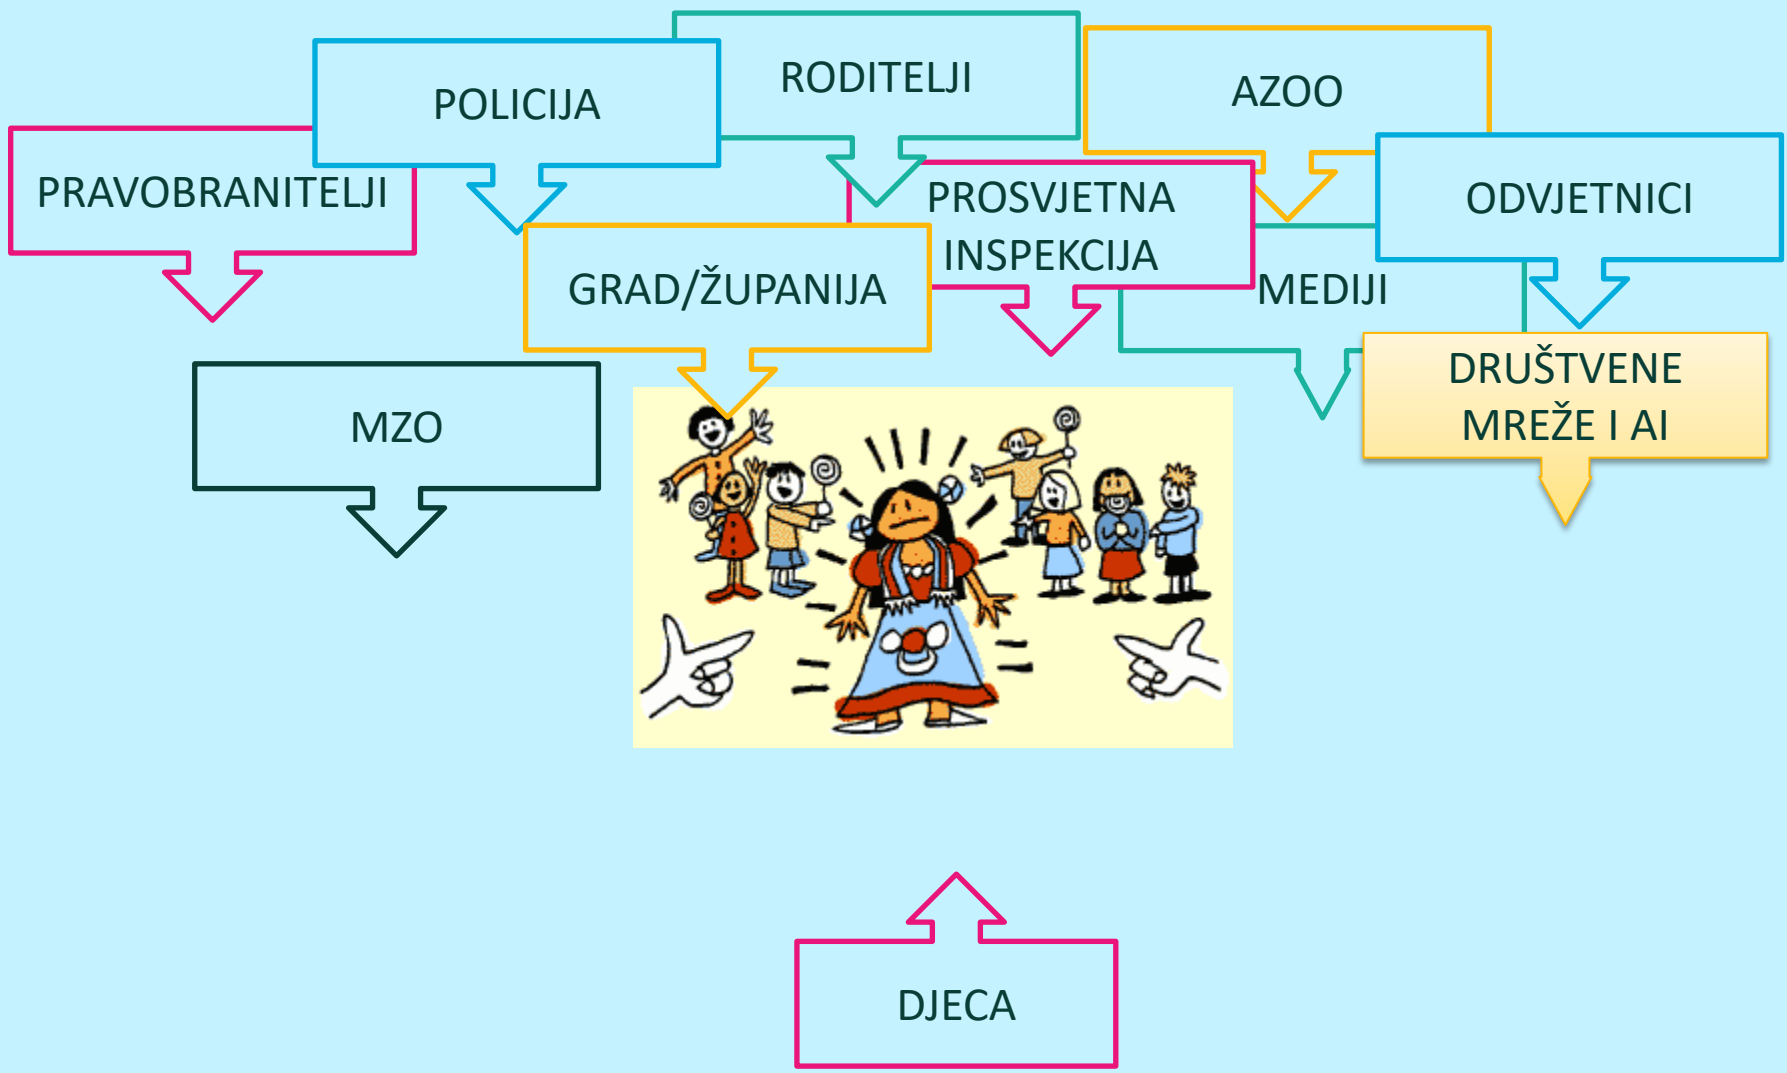 RODITELJI
POLICIJA
AZOO
PRAVOBRANITELJI
PROSVJETNA
INSPEKCIJA
ODVJETNICI
GRAD/ŽUPANIJA
MEDIJI
DRUŠTVENE
MREŽE I AI
MZO
DJECA